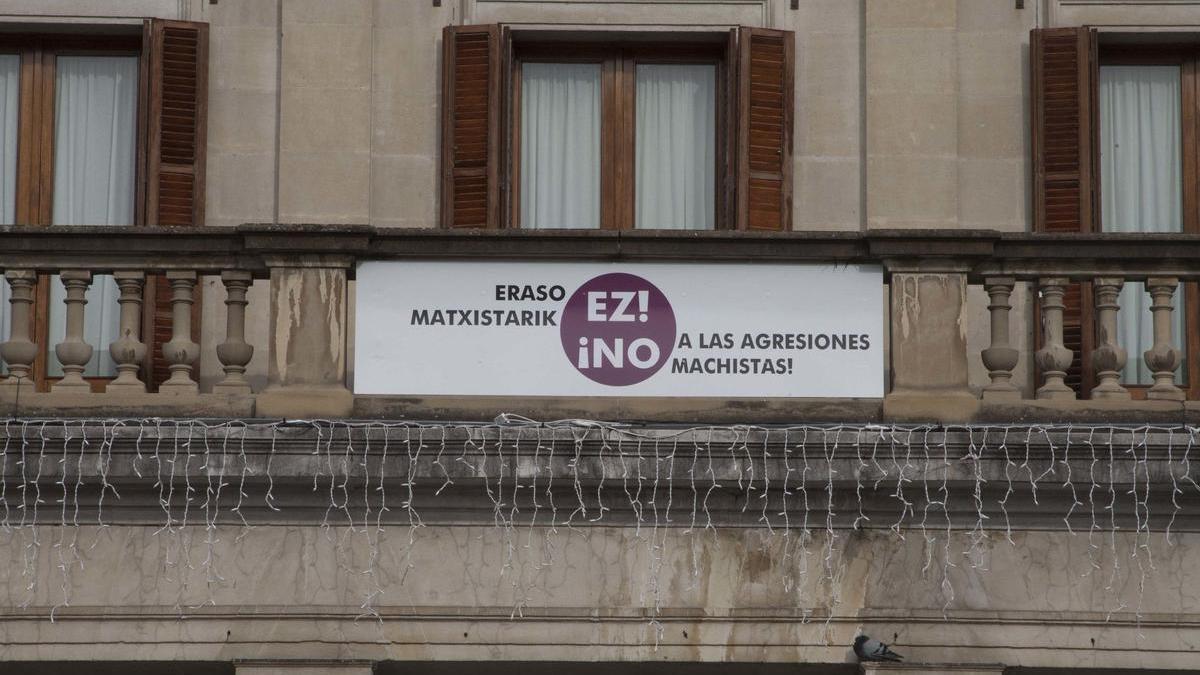 ERASO
MATXISTARIK
EZ!
¡NO
A LAS AGRESIONES
MACHISTAS!